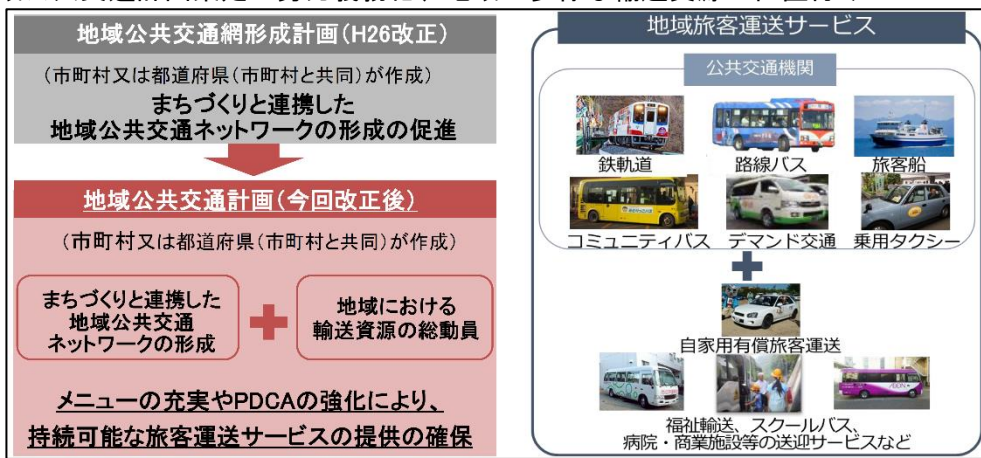 地域公共交通網形成計画(H26改正)
(市町村又は都道府県(市町村と共同)が作成)
まちづくりと連携した
地域公共交通ネットワークの形成の促進
地域公共交通計画(今回改正後)
(市町村又は都道府県(市町村と共同)が作成)
まちづくりと連携した
地域公共交通
ネットワークの形成
+
地域における
輸送資源の総動員
メニューの充実やPDCAの強化により、
持続可能な旅客運送サービスの提供の確保
地域旅客運送サービス
公共交通機関
鉄軌道
路線バス
旅客船
コミュニティバス
デマンド交通
乗用タクシー
+
自家用有償旅客運送
AEON
福祉輸送、スクールバス、
病院・商業施設等の送迎サービスなど